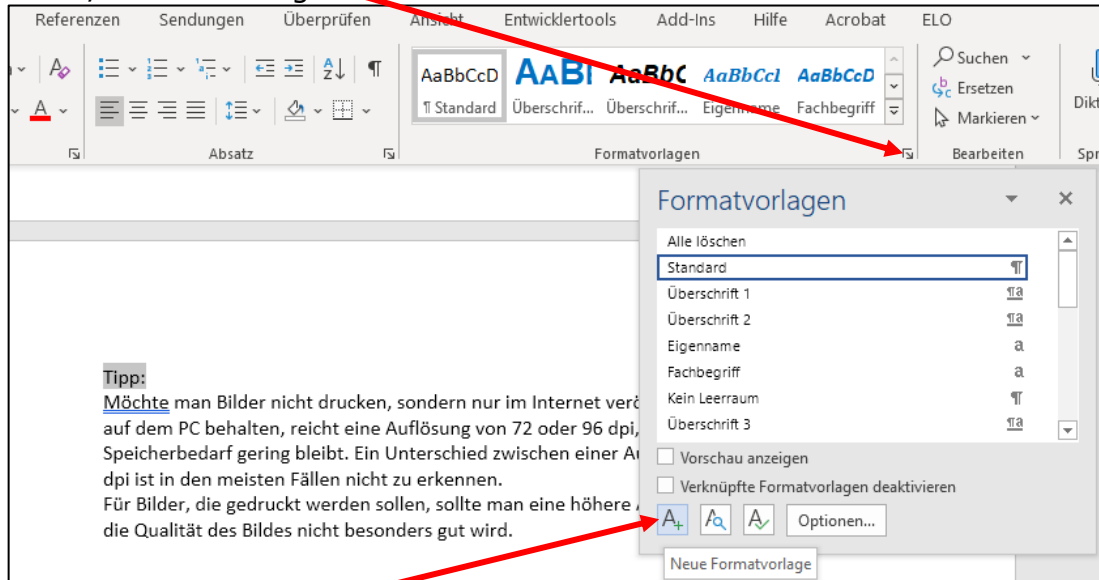 Referenzen Sendungen Überprüfen Ansicht Entwicklertools Add-Ins Hilfe Acrobat ELO
AaBbCcD AABI AaBbC AaBbCcI AaBbCcD
¶ Standard Überschrif... Überschrif... Eigenname Fachbegriff
Suchen
Ersetzen
Markieren
Dikt
Absatz Formatvorlagen Bearbeiten Spr
Formatvorlagen
Alle löschen
Standard ¶
Überschrift 1 ¶a
Überschrift 2 ¶a
Eigenname a
Fachbegriff a
Kein Leerraum ¶
Überschrift 3 ¶a
Vorschau anzeigen
Verknüpfte Formatvorlagen deaktivieren
Optionen...
Neue Formatvorlage
Tipp:
Möchte man Bilder nicht drucken, sondern nur im Internet verö
auf dem PC behalten, reicht eine Auflösung von 72 oder 96 dpi,
Speicherbedarf gering bleibt. Ein Unterschied zwischen einer Au
dpi ist in den meisten Fällen nicht zu erkennen.
Für Bilder, die gedruckt werden sollen, sollte man eine höhere
die Qualität des Bildes nicht besonders gut wird.